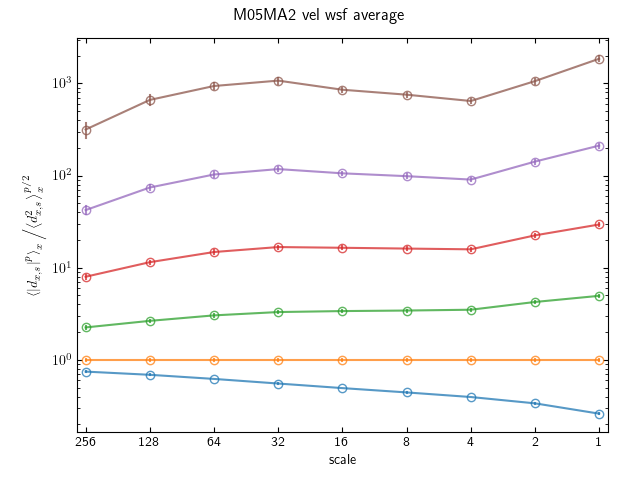 M05MA2 vel wsf average
10³
10²
10¹
10⁰
⟨|d_{x,s}|^p⟩_x / ⟨d²_{x,s}⟩_x^{p/2}
256 128 64 32 16 8 4 2 1
scale